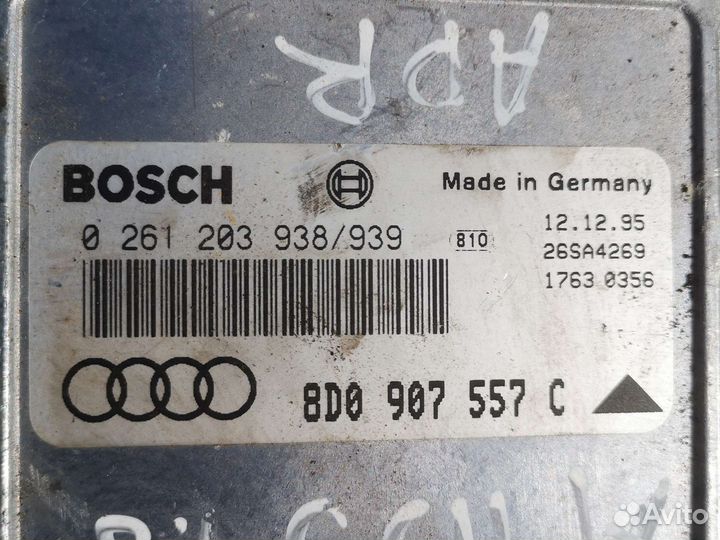 ADR
BOSCH
Made in Germany
0 261 203 938/939
810
12.12.95
26SA4269
1763 0356
8D0 907 557 C
Avito